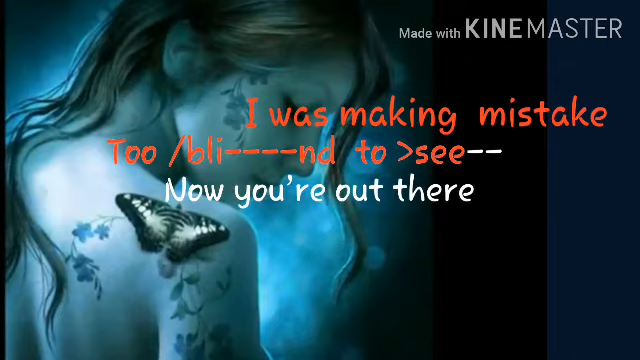 Made with KINEMASTER
I was making mistake
Too /bli----nd to >see--
Now you're out there